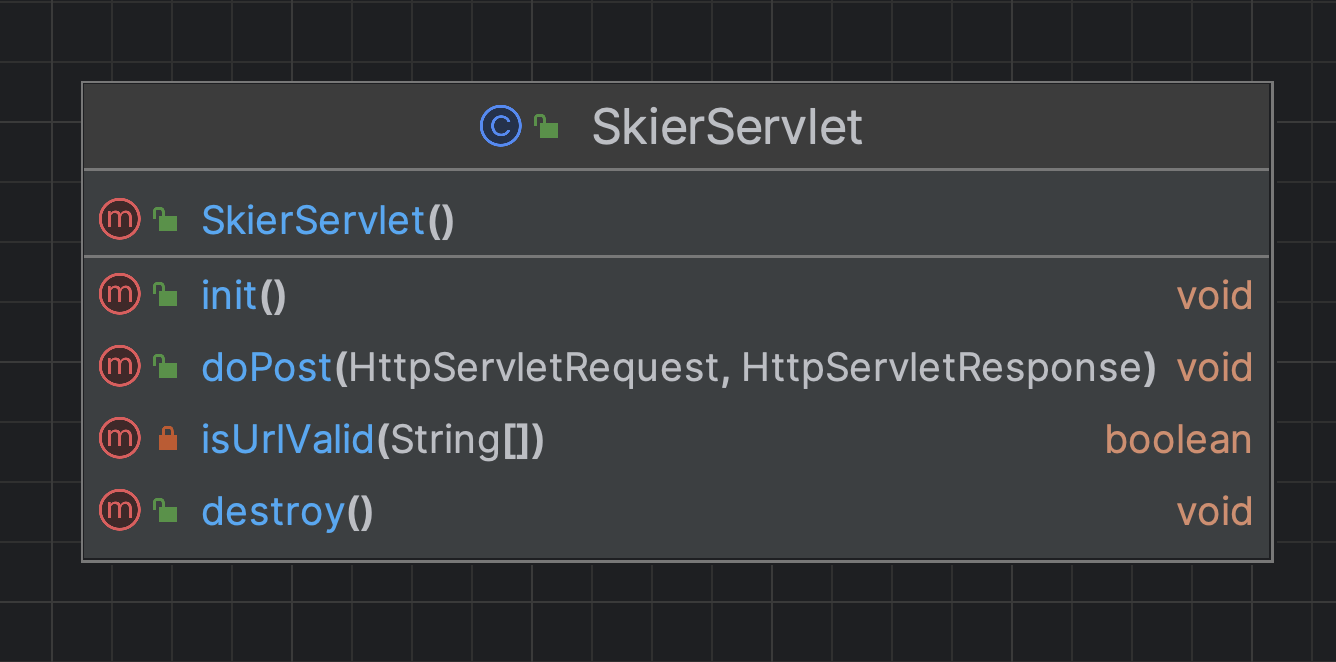 C SkierServlet
m SkierServlet()
m init() void
m doPost(HttpServletRequest, HttpServletResponse) void
m isUrlValid(String[]) boolean
m destroy() void